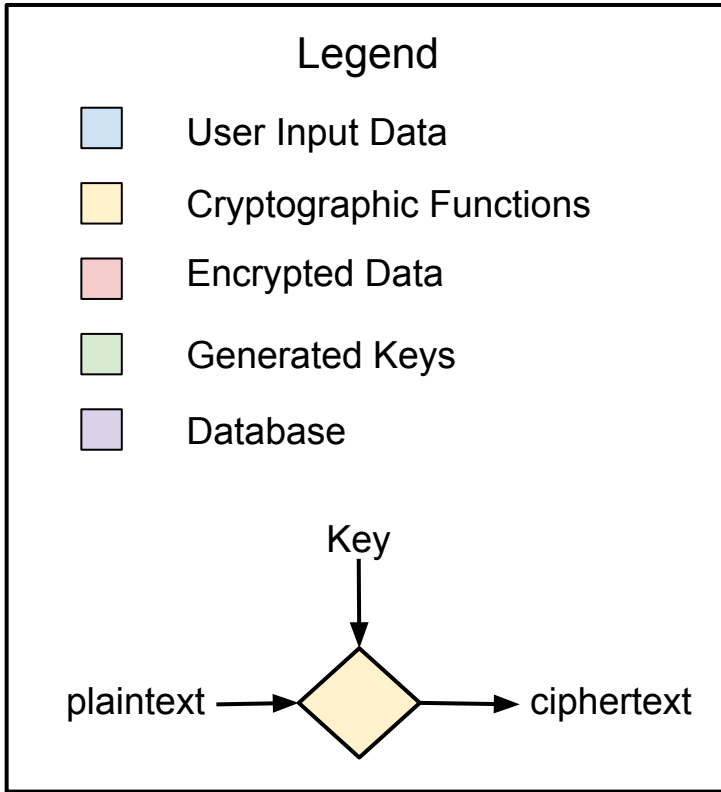 Legend
User Input Data
Cryptographic Functions
Encrypted Data
Generated Keys
Database
Key
plaintext
ciphertext